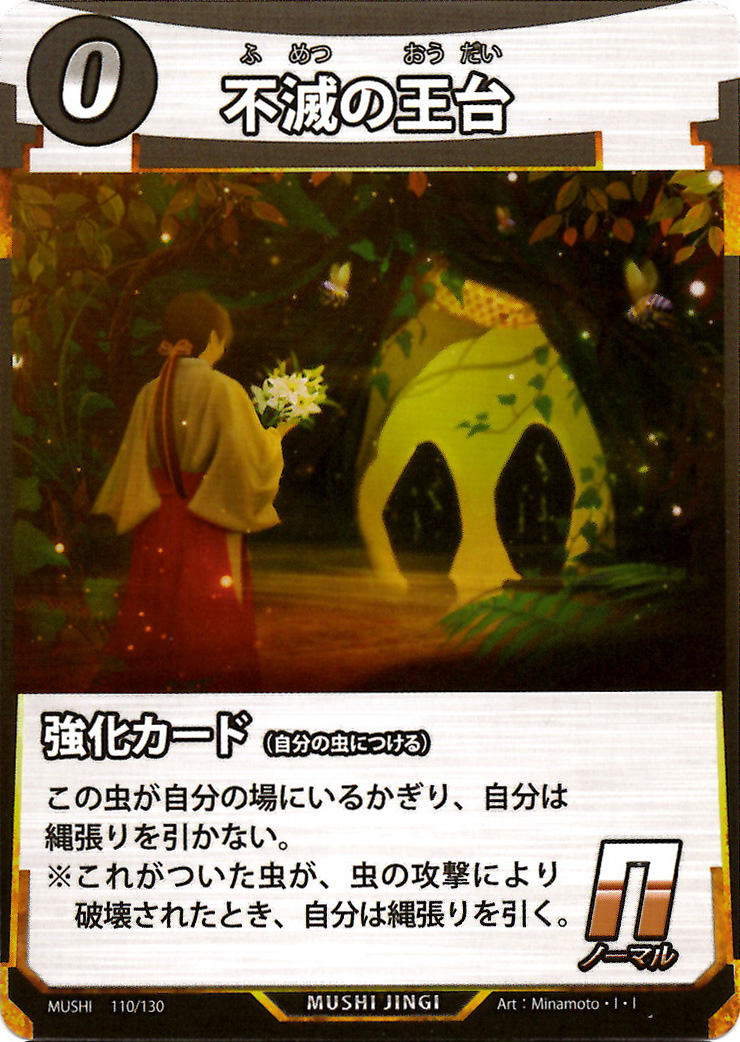 0
ふ めつ おう だい
不滅の王台
強化カード (自分の虫につける)
この虫が自分の場にいるかぎり、自分は
縄張りを引かない。
※これがついた虫が、虫の攻撃により
破壊されたとき、自分は縄張りを引く。
ノーマル
MUSHI 110/130
MUSHI JINGI
Art：Minamoto・I・I